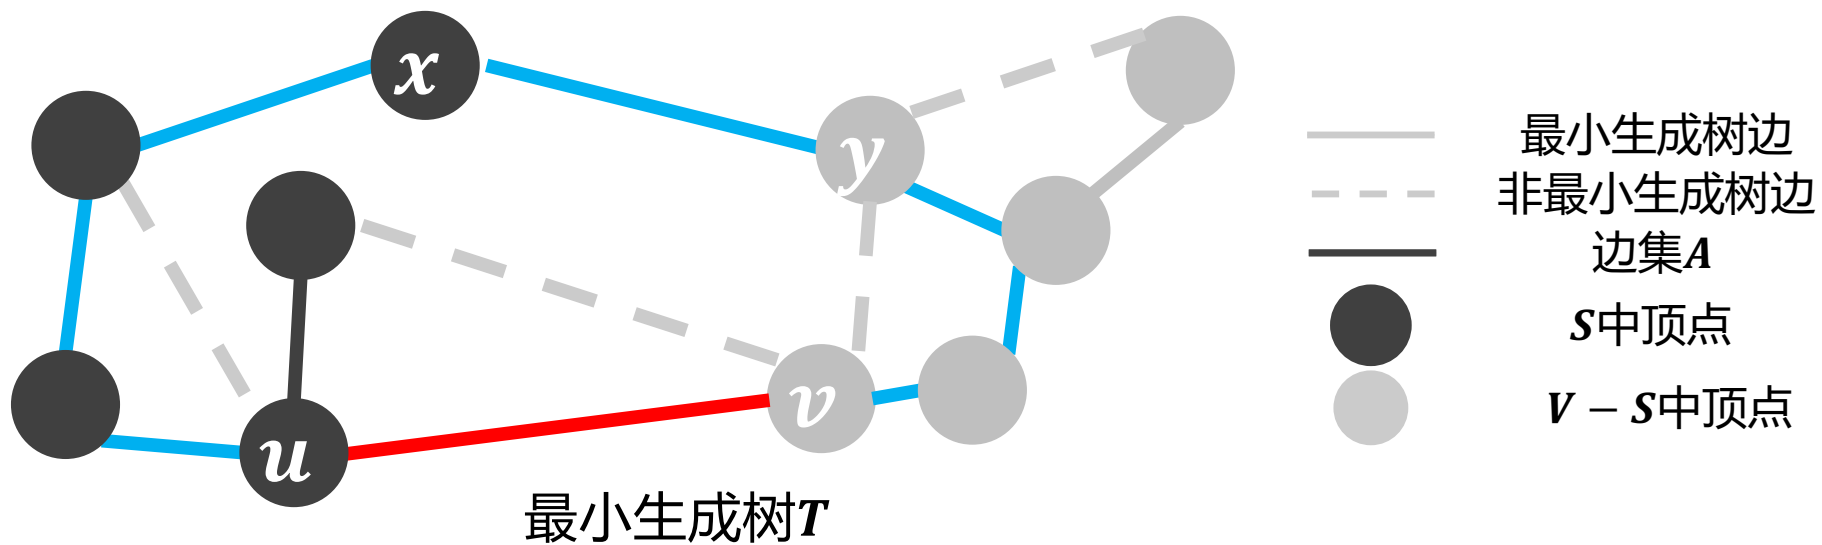 x
y
u
v
最小生成树T
最小生成树边
非最小生成树边
边集A
S中顶点
V − S中顶点